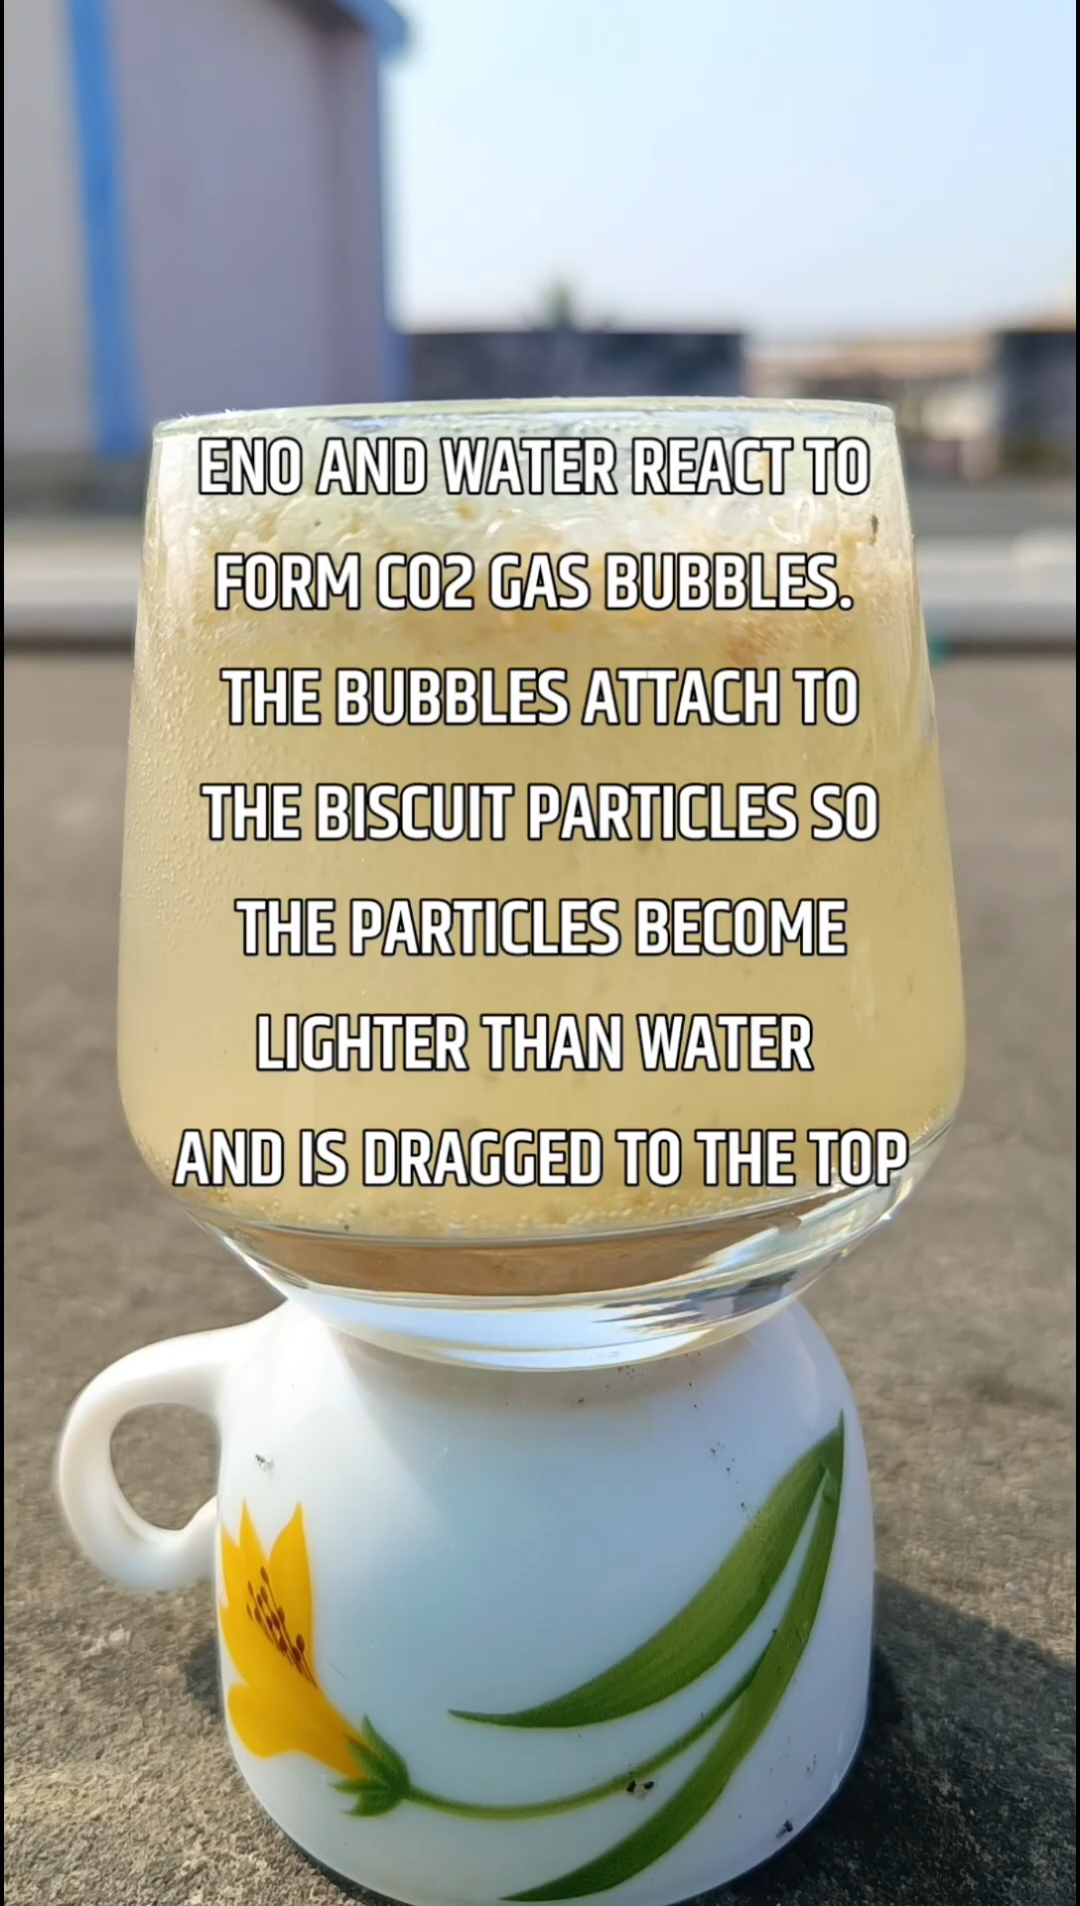 ENO AND WATER REACT TO
FORM CO2 GAS BUBBLES.
THE BUBBLES ATTACH TO
THE BISCUIT PARTICLES SO
THE PARTICLES BECOME
LIGHTER THAN WATER
AND IS DRAGGED TO THE TOP